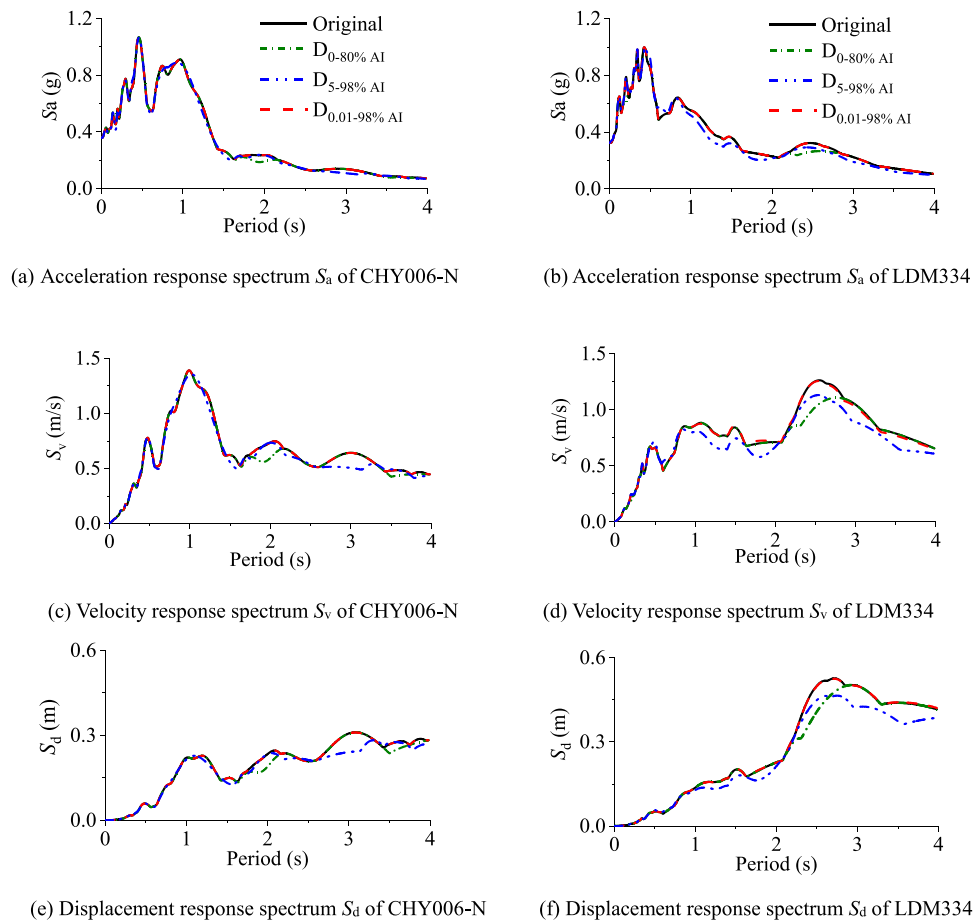 1.2
0.8
0.4
0.0
Sa (g)
Original
D0-80% AI
D5-98% AI
D0.01-98% AI
0 1 2 3 4
Period (s)
(a) Acceleration response spectrum Sa of CHY006-N
1.2
0.8
0.4
0.0
Sa (g)
Original
D0-80% AI
D5-98% AI
D0.01-98% AI
0 1 2 3 4
Period (s)
(b) Acceleration response spectrum Sa of LDM334
1.5
1.0
0.5
0.0
Sv (m/s)
0 1 2 3 4
Period (s)
(c) Velocity response spectrum Sv of CHY006-N
1.50
0.75
0.00
Sv (m/s)
0 1 2 3 4
Period (s)
(d) Velocity response spectrum Sv of LDM334
0.6
0.3
0.0
Sd (m)
0 1 2 3 4
Period (s)
(e) Displacement response spectrum Sd of CHY006-N
0.6
0.3
0.0
Sd (m)
0 1 2 3 4
Period (s)
(f) Displacement response spectrum Sd of LDM334